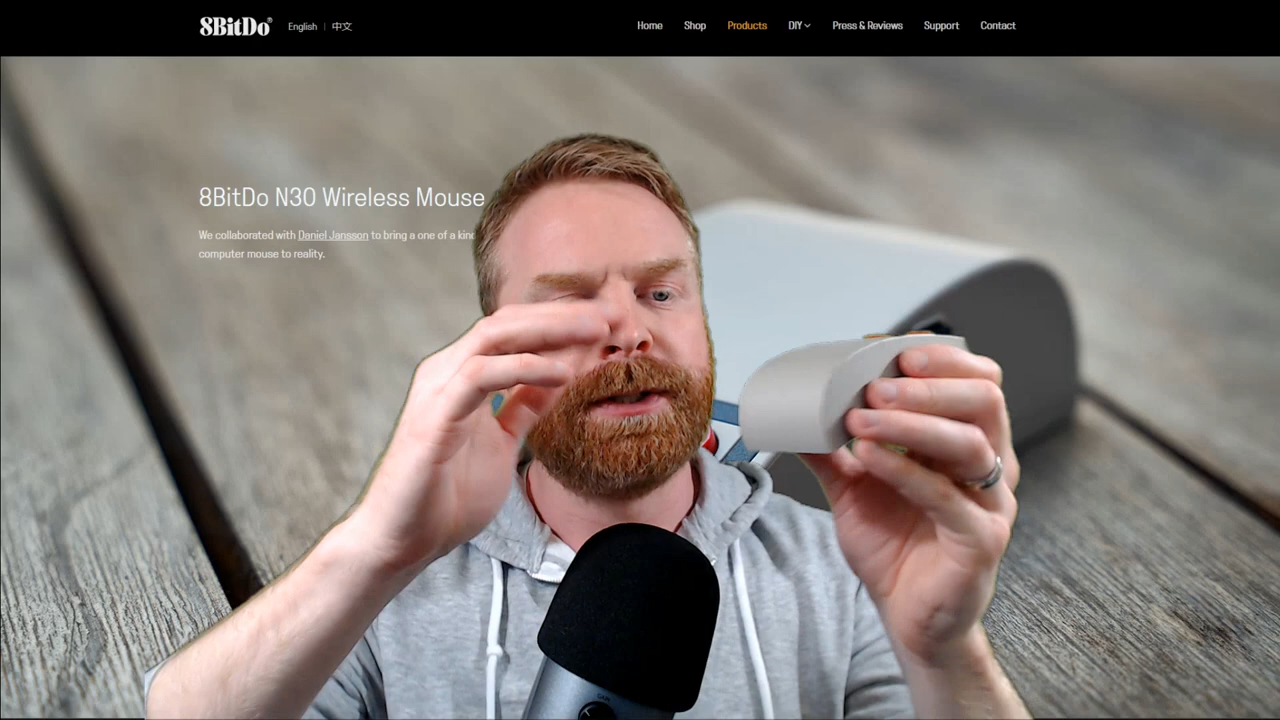 8BitDo®
English | 中文
Home Shop Products DIY Press & Reviews Support Contact
8BitDo N30 Wireless Mouse
We collaborated with Daniel Jansson to bring a one of a kind
computer mouse to reality.